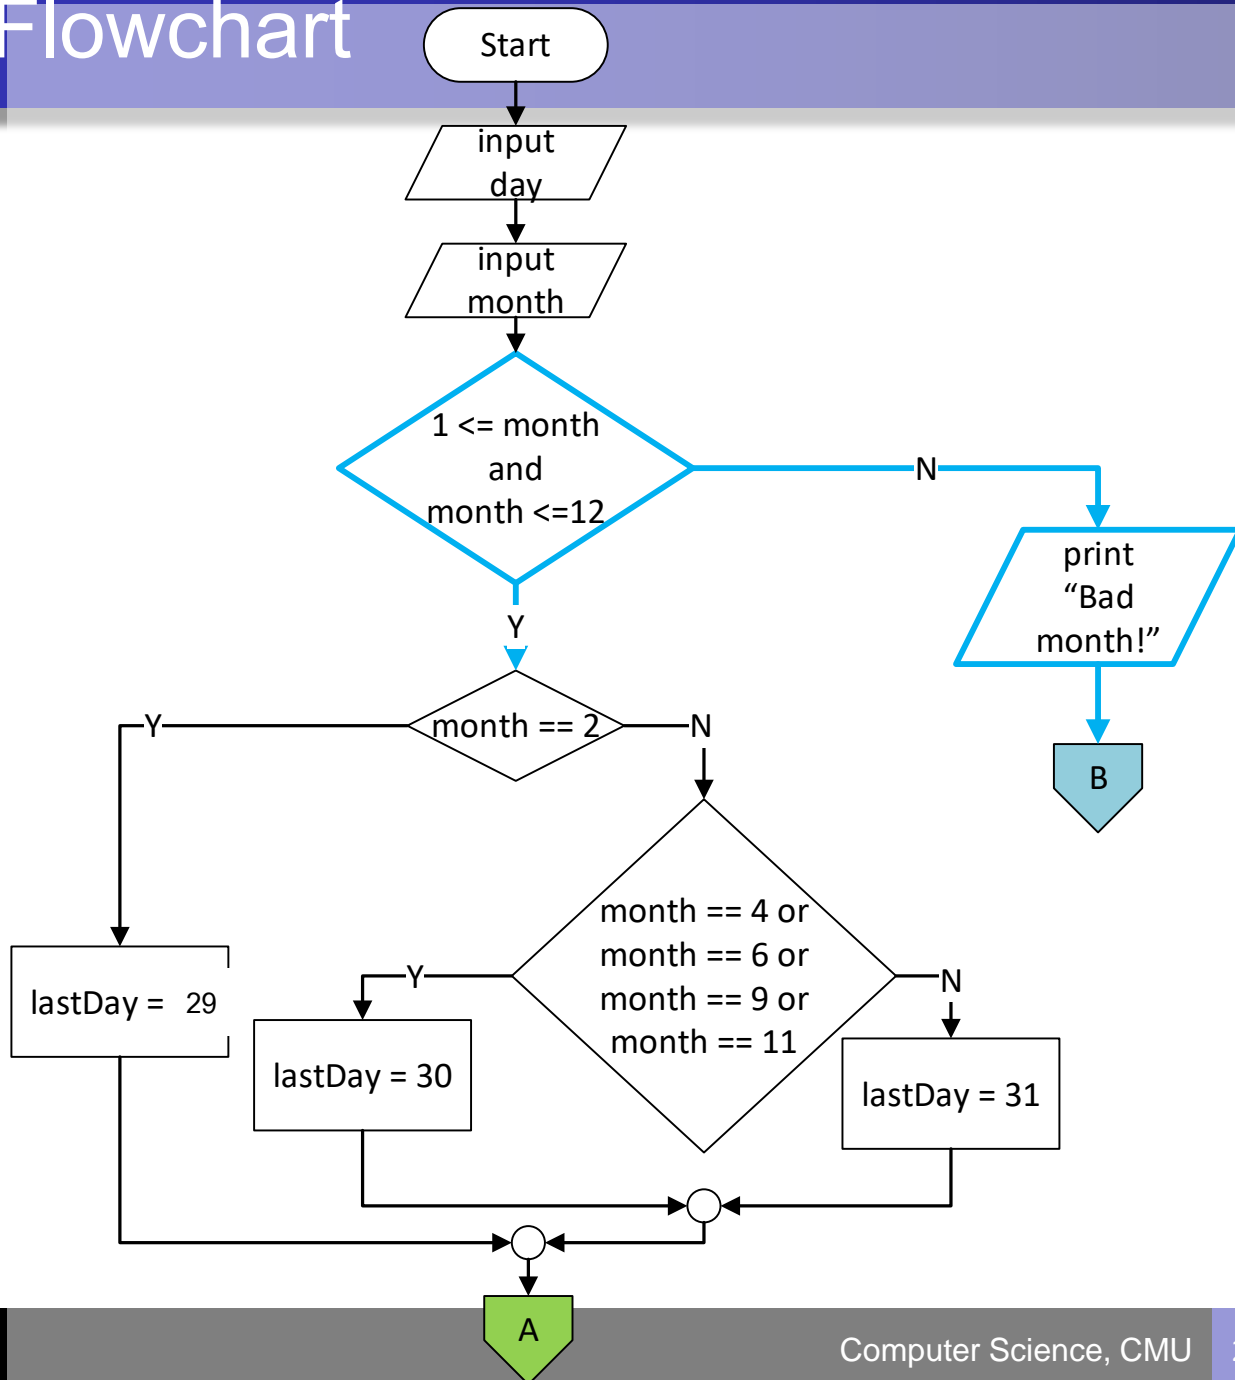 Flowchart
Start
input
day
input
month
1 <= month
and
month <=12
N
print
“Bad
month!”
Y
B
Y
month == 2
N
month == 4 or
month == 6 or
month == 9 or
month == 11
Y
N
lastDay = 29
lastDay = 30
lastDay = 31
A
Computer Science, CMU